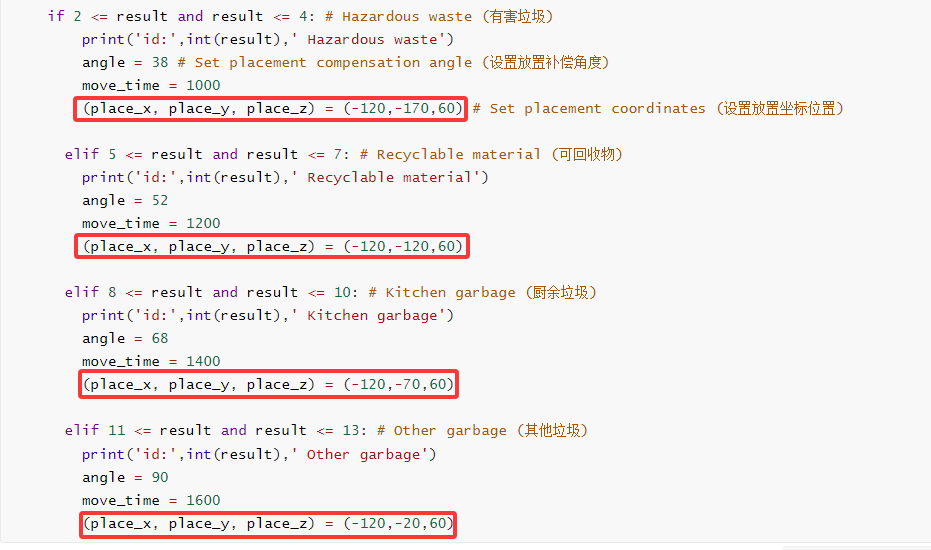 if 2 <= result and result <= 4: # Hazardous waste (有害垃圾)
print('id:',int(result),' Hazardous waste')
angle = 38 # Set placement compensation angle (设置放置补偿角度)
move_time = 1000
(place_x, place_y, place_z) = (-120,-170,60) # Set placement coordinates (设置放置坐标位置)
elif 5 <= result and result <= 7: # Recyclable material (可回收物)
print('id:',int(result),' Recyclable material')
angle = 52
move_time = 1200
(place_x, place_y, place_z) = (-120,-120,60)
elif 8 <= result and result <= 10: # Kitchen garbage (厨余垃圾)
print('id:',int(result),' Kitchen garbage')
angle = 68
move_time = 1400
(place_x, place_y, place_z) = (-120,-70,60)
elif 11 <= result and result <= 13: # Other garbage (其他垃圾)
print('id:',int(result),' Other garbage')
angle = 90
move_time = 1600
(place_x, place_y, place_z) = (-120,-20,60)